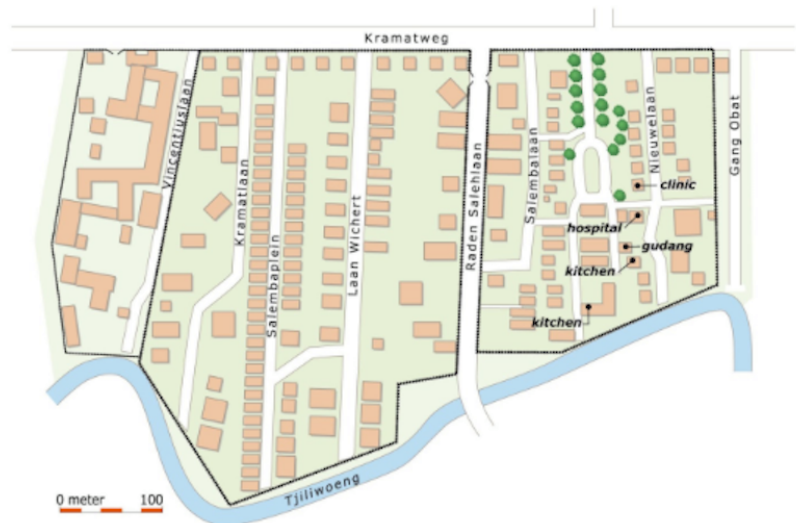 Kramatweg
Vincentiuslaan
Kramatlaan
Salembaplein
Laan Wichert
Raden Salehlaan
Salembalaan
Nieuwelaan
Gang Obat
clinic
hospital
gudang
kitchen
kitchen
Tjiliwoeng
0 meter 100